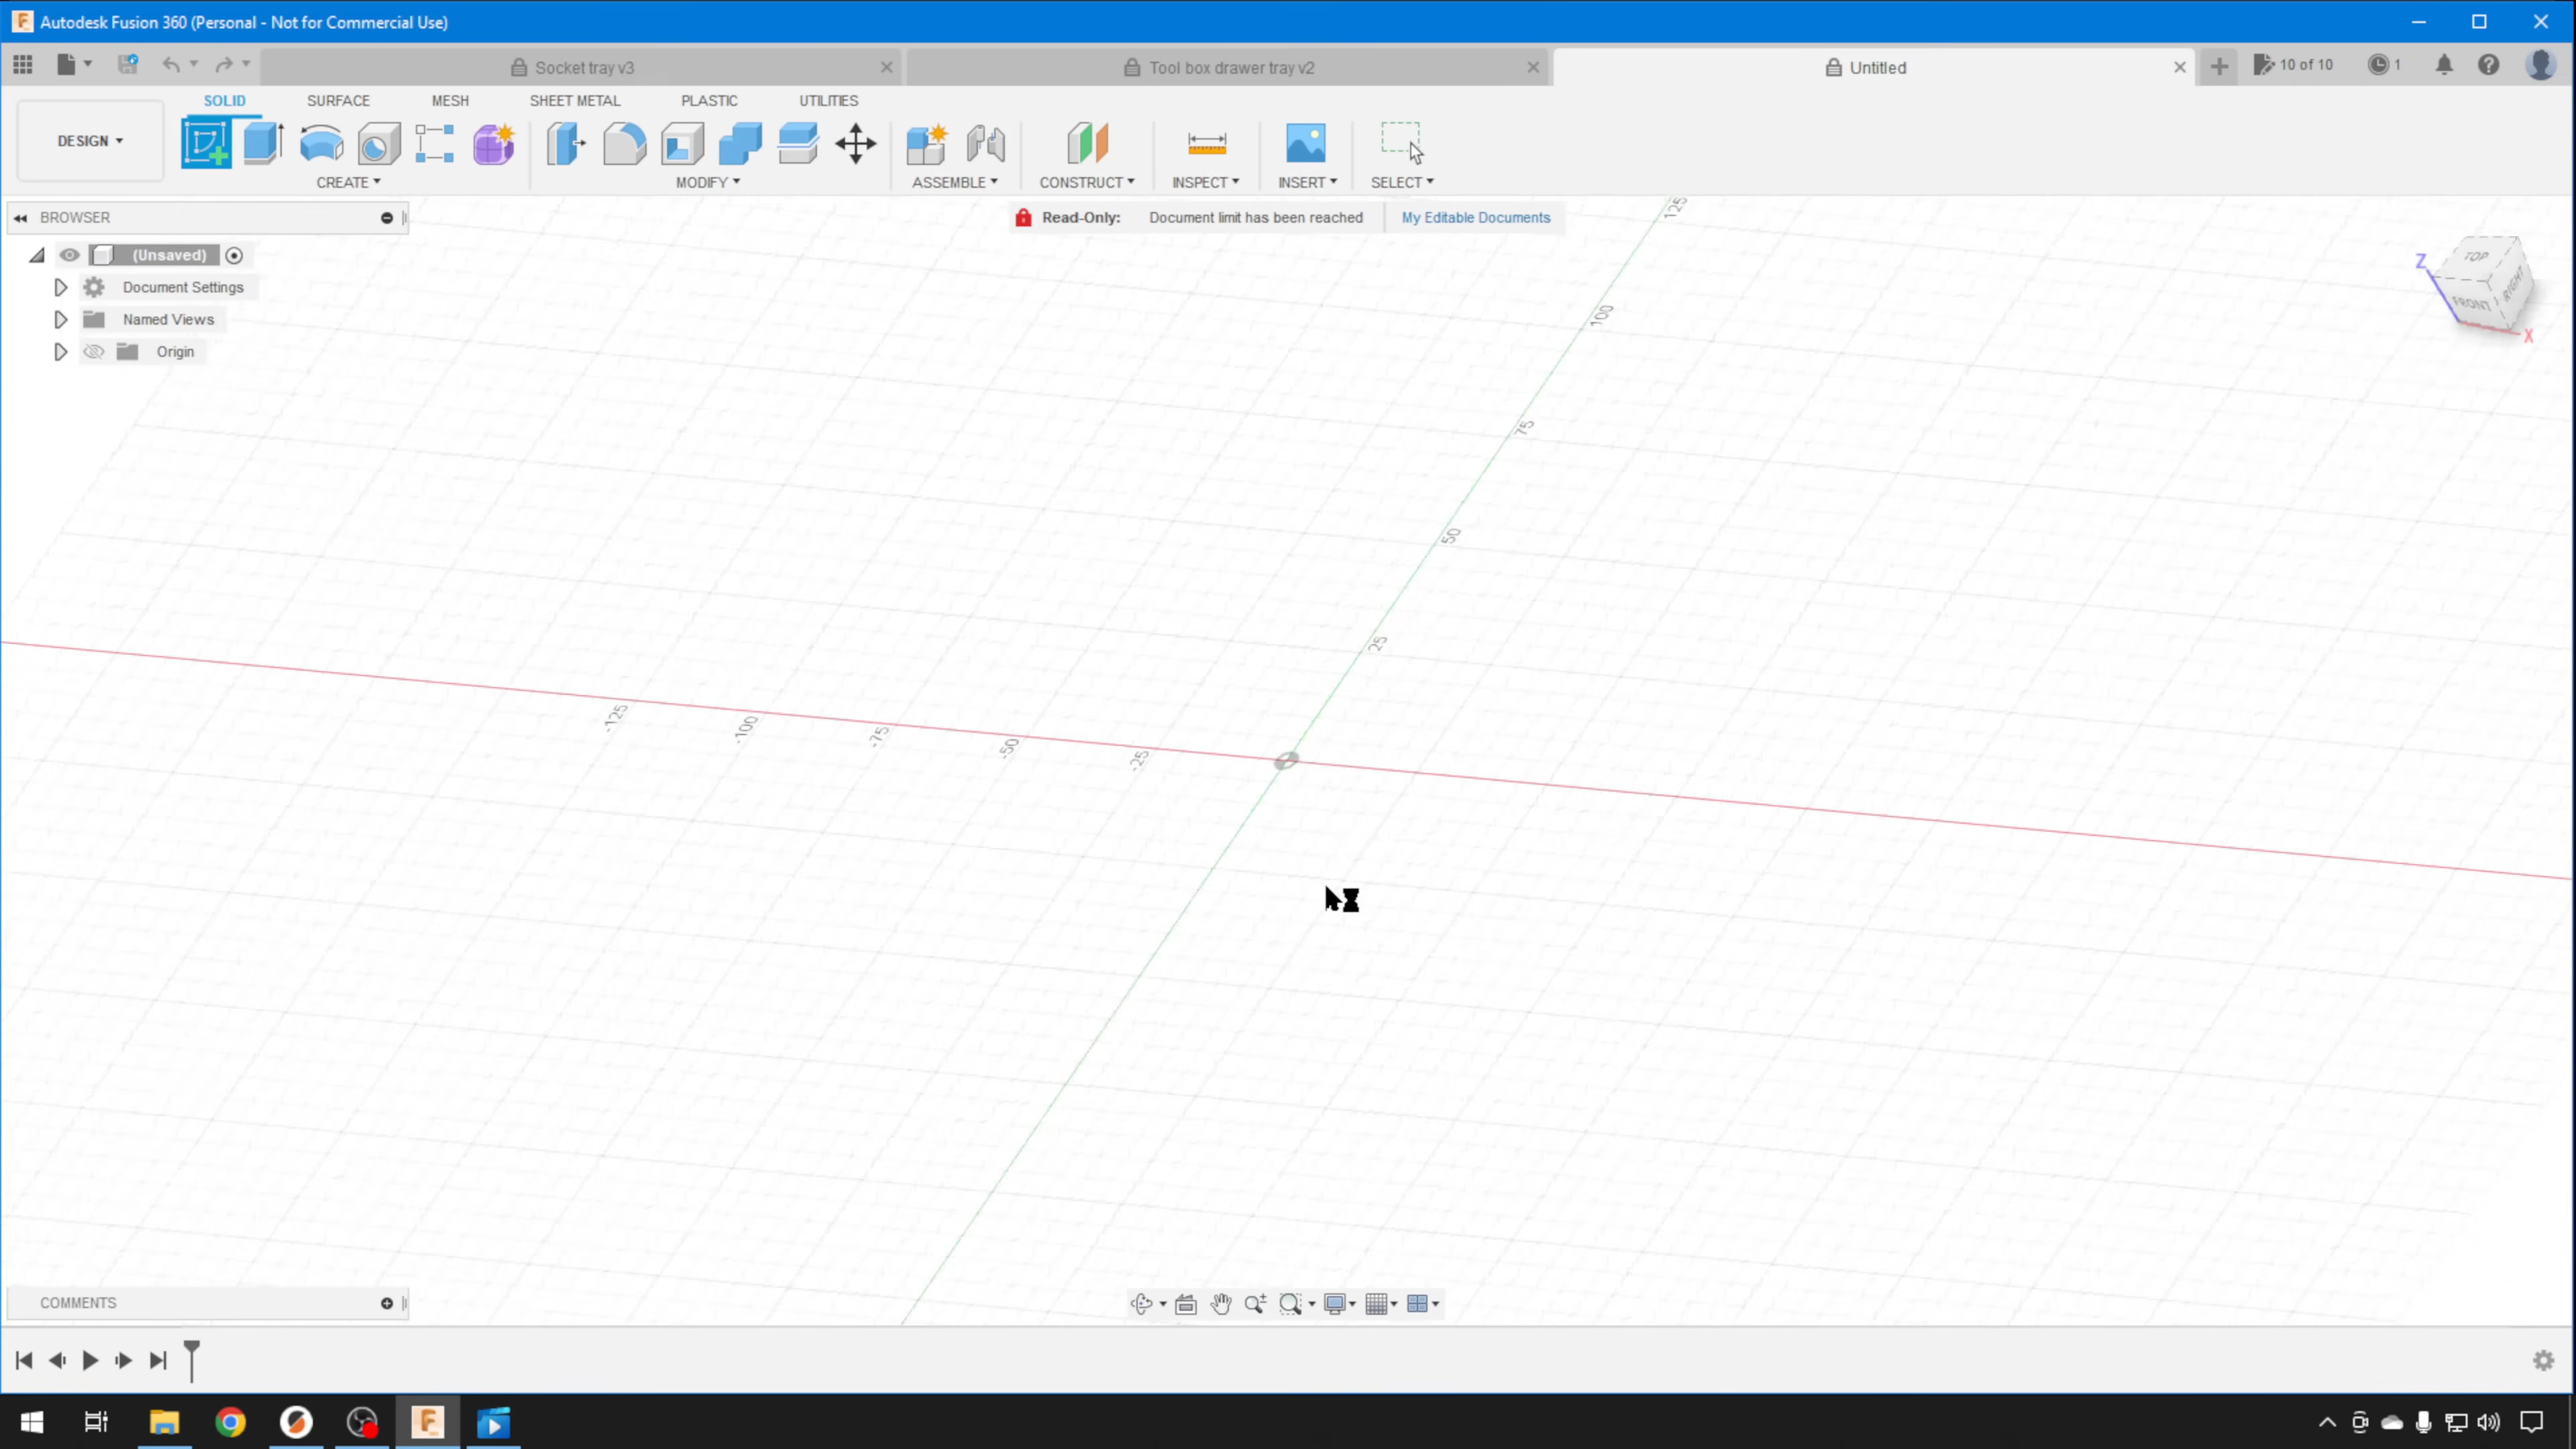 Autodesk Fusion 360 (Personal - Not for Commercial Use)
Socket tray v3
Tool box drawer tray v2
Untitled
10 of 10
1
SOLID
SURFACE
MESH
SHEET METAL
PLASTIC
UTILITIES
DESIGN
CREATE
MODIFY
ASSEMBLE
CONSTRUCT
INSPECT
INSERT
SELECT
BROWSER
Read-Only:
Document limit has been reached
My Editable Documents
(Unsaved)
Document Settings
Named Views
Origin
TOP
FRONT
RIGHT
Z
X
125
100
75
50
25
-125
-100
-75
-50
-25
COMMENTS